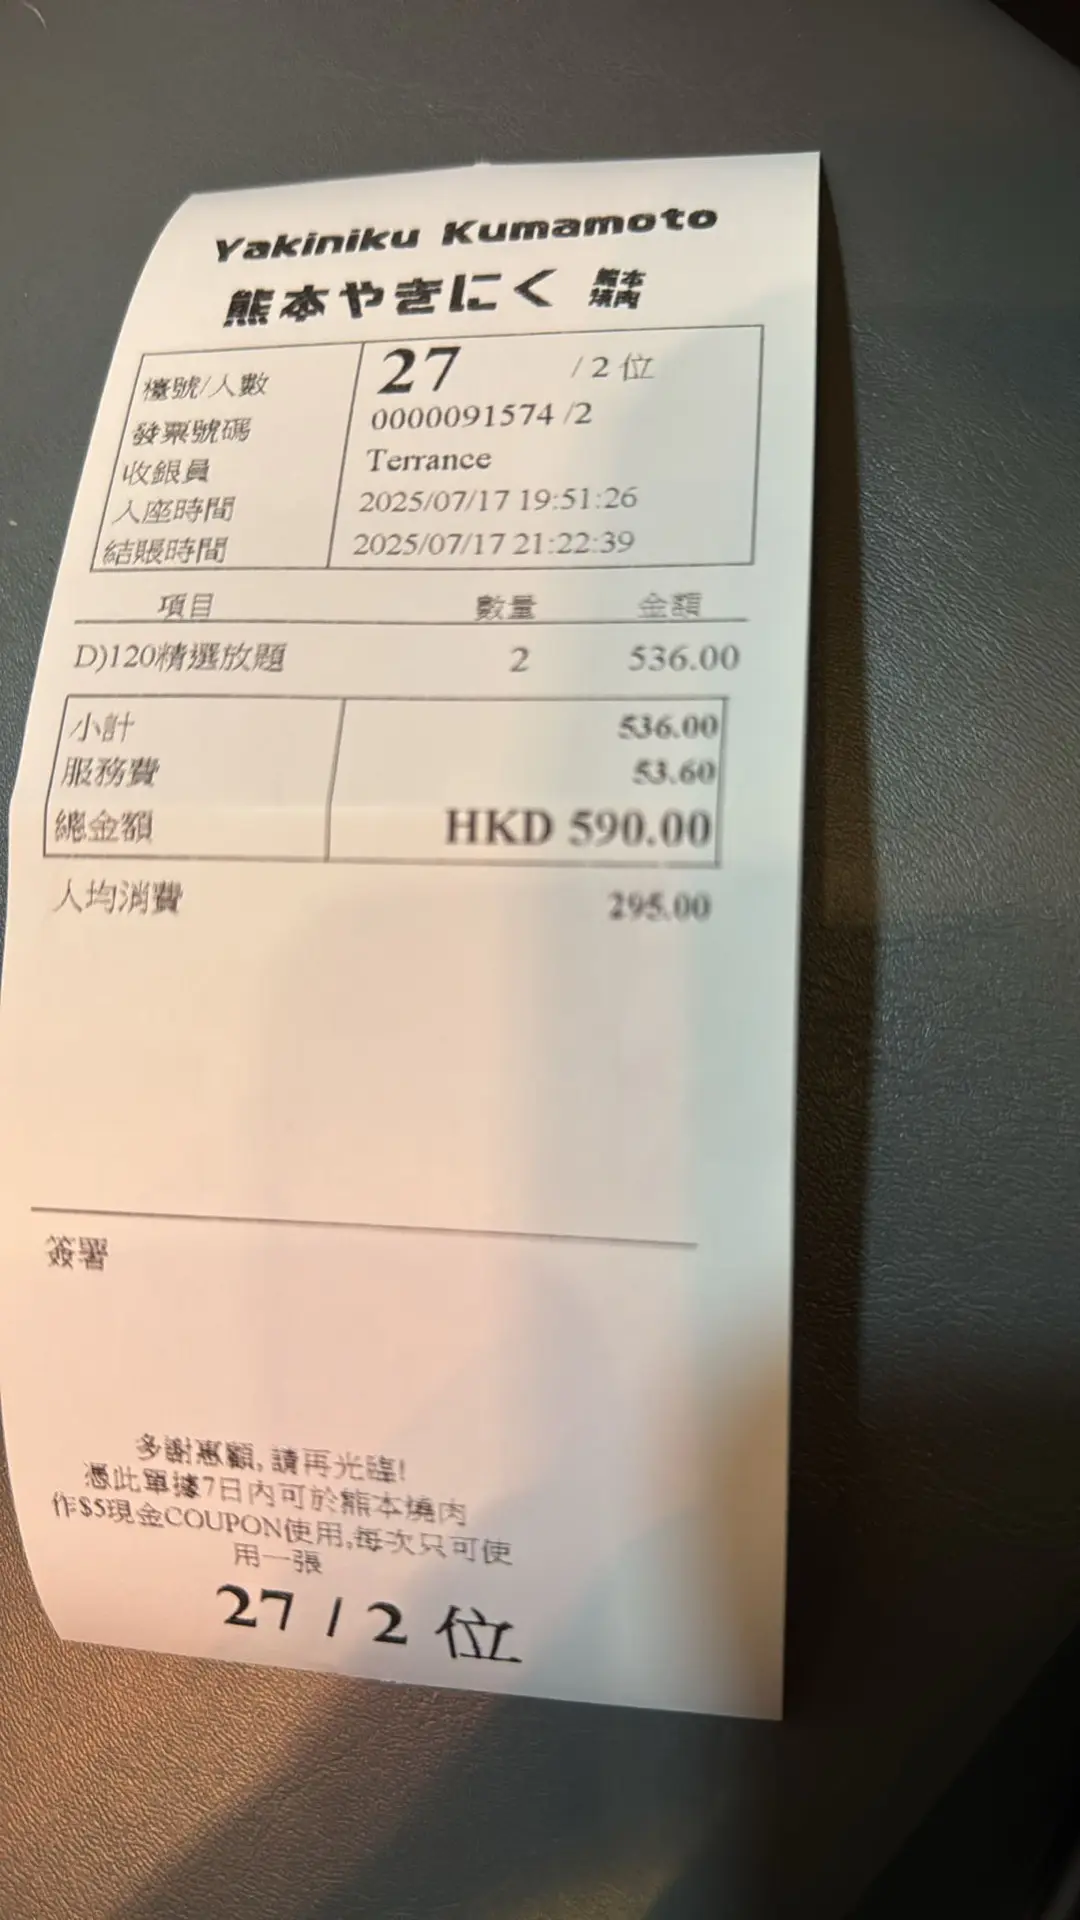 Yakiniku Kumamoto
熊本やきにく 熊本燒肉
檯號/人數 27 /2 位
發票號碼 0000091574 /2
收銀員 Terrance
入座時間 2025/07/17 19:51:26
結賬時間 2025/07/17 21:22:39
項目 數量 金額
D)120精選放題 2 536.00
小計 536.00
服務費 53.60
總金額 HKD 590.00
人均消費 295.00
簽署
多謝惠顧,請再光臨!
憑此單據7日內可於熊本燒肉
作$5現金COUPON使用,每次只可使
用一張
27 / 2 位